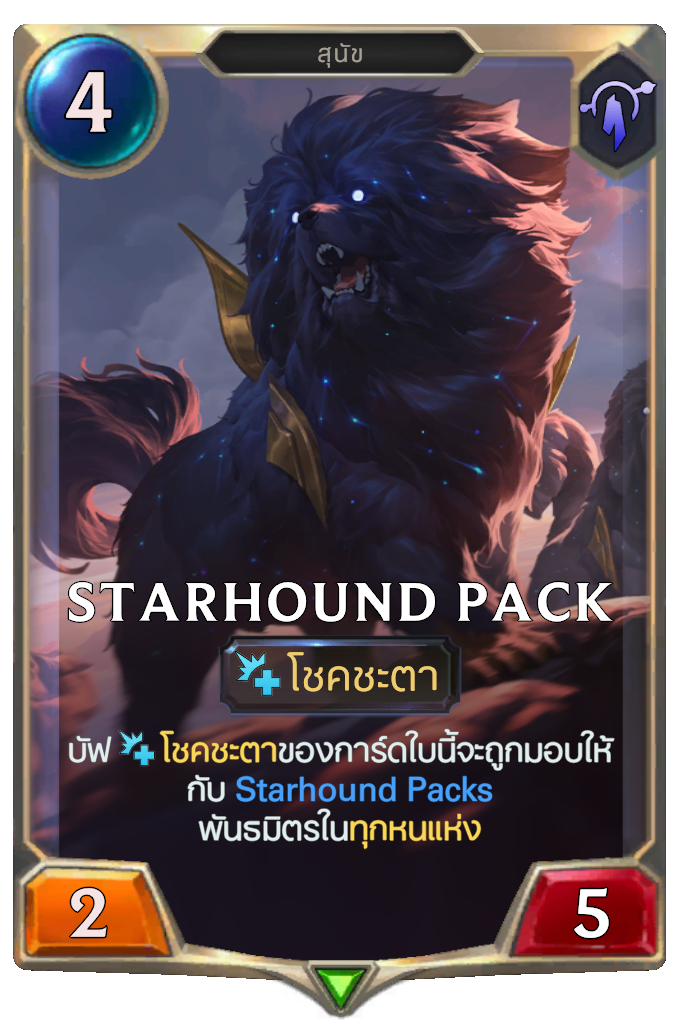 สุนัข
4
STARHOUND PACK
โชคชะตา
บัฟ โชคชะตาของการ์ดใบนี้จะถูกมอบให้
กับ Starhound Packs
พันธมิตรในทุกหนแห่ง
2
5